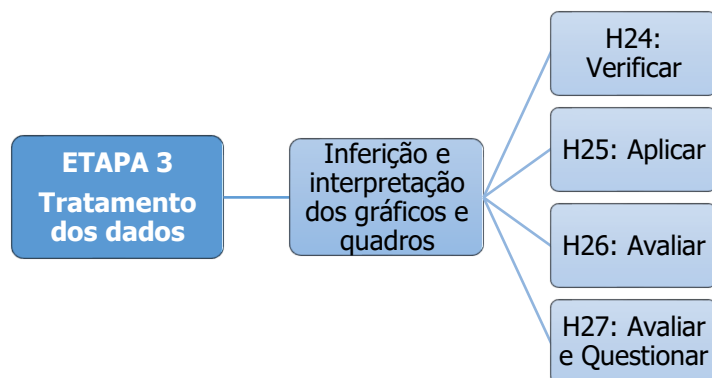 ETAPA 3
Tratamento
dos dados
Inferição e
interpretação
dos gráficos e
quadros
H24:
Verificar
H25: Aplicar
H26: Avaliar
H27: Avaliar
e Questionar